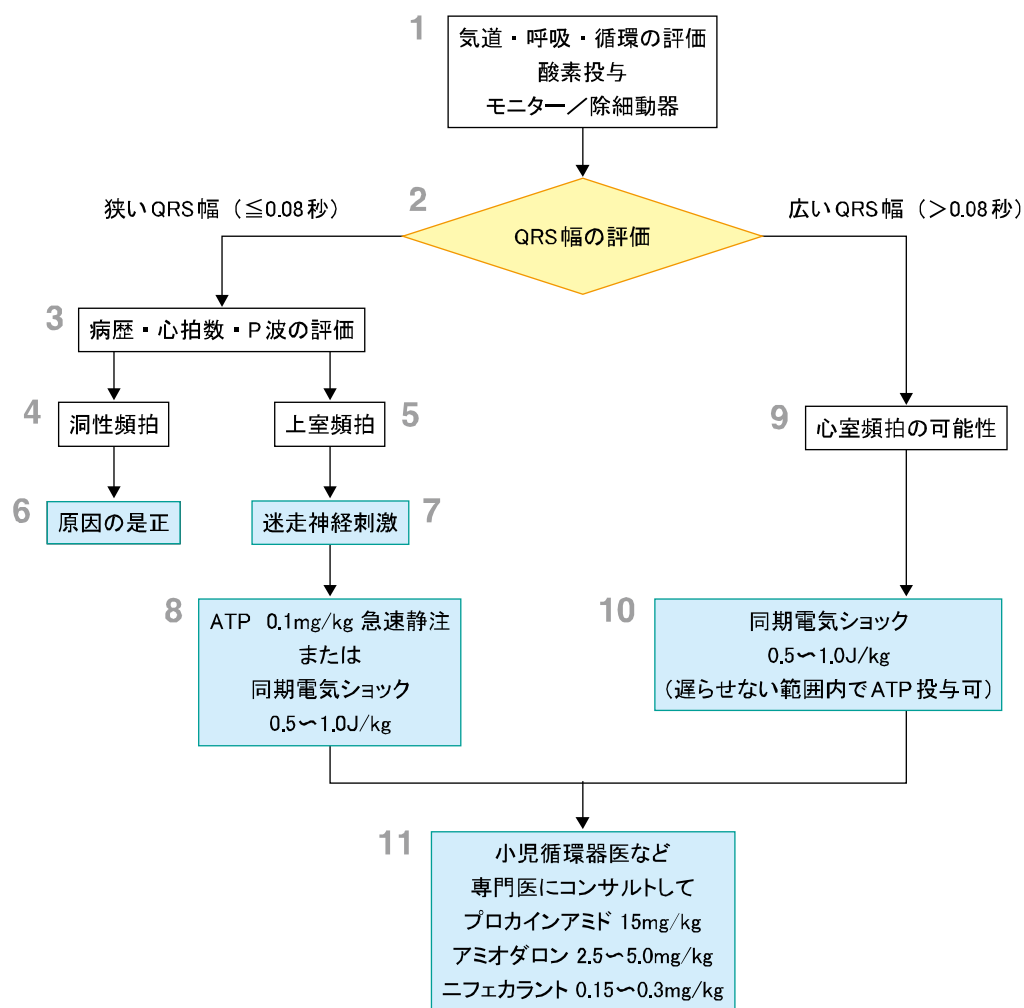 1
気道・呼吸・循環の評価
酸素投与
モニター／除細動器
2
狭いQRS幅（≦0.08秒）
広いQRS幅（＞0.08秒）
QRS幅の評価
3
病歴・心拍数・P波の評価
4
洞性頻拍
上室頻拍
5
9
心室頻拍の可能性
6
原因の是正
迷走神経刺激
7
8
ATP 0.1mg/kg 急速静注
または
同期電気ショック
0.5〜1.0J/kg
10
同期電気ショック
0.5〜1.0J/kg
（遅らせない範囲内でATP投与可）
11
小児循環器医など
専門医にコンサルトして
プロカインアミド 15mg/kg
アミオダロン 2.5〜5.0mg/kg
ニフェカラント 0.15〜0.3mg/kg